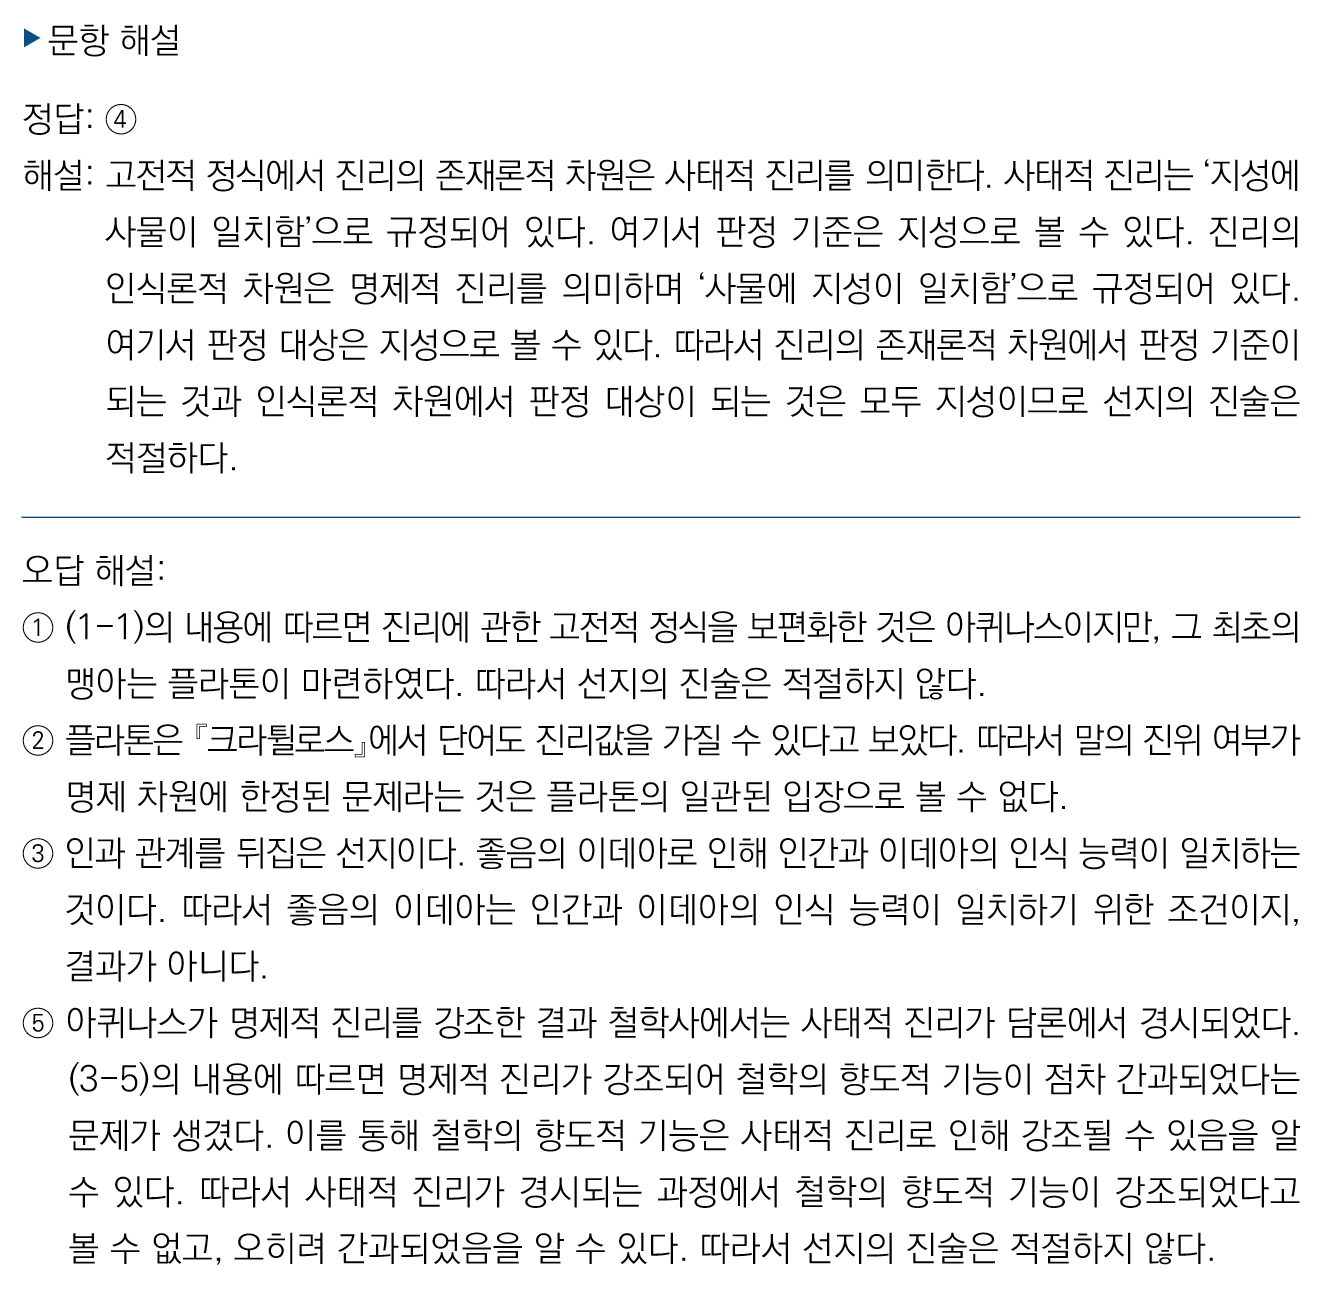 ▶문항 해설
정답: ④
해설: 고전적 정식에서 진리의 존재론적 차원은 사태적 진리를 의미한다. 사태적 진리는 ‘지성에
사물이 일치함’으로 규정되어 있다. 여기서 판정 기준은 지성으로 볼 수 있다. 진리의
인식론적 차원은 명제적 진리를 의미하며 ‘사물에 지성이 일치함’으로 규정되어 있다.
여기서 판정 대상은 지성으로 볼 수 있다. 따라서 진리의 존재론적 차원에서 판정 기준이
되는 것과 인식론적 차원에서 판정 대상이 되는 것은 모두 지성이므로 선지의 진술은
적절하다.
오답 해설:
① (1-1)의 내용에 따르면 진리에 관한 고전적 정식을 보편화한 것은 아퀴나스이지만, 그 최초의
맹아는 플라톤이 마련하였다. 따라서 선지의 진술은 적절하지 않다.
② 플라톤은 『크라튈로스』에서 단어도 진리값을 가질 수 있다고 보았다. 따라서 말의 진위 여부가
명제 차원에 한정된 문제라는 것은 플라톤의 일관된 입장으로 볼 수 없다.
③ 인과 관계를 뒤집은 선지이다. 좋음의 이데아로 인해 인간과 이데아의 인식 능력이 일치하는
것이다. 따라서 좋음의 이데아는 인간과 이데아의 인식 능력이 일치하기 위한 조건이지,
결과가 아니다.
⑤ 아퀴나스가 명제적 진리를 강조한 결과 철학사에서는 사태적 진리가 담론에서 경시되었다.
(3-5)의 내용에 따르면 명제적 진리가 강조되어 철학의 향도적 기능이 점차 간과되었다는
문제가 생겼다. 이를 통해 철학의 향도적 기능은 사태적 진리로 인해 강조될 수 있음을 알
수 있다. 따라서 사태적 진리가 경시되는 과정에서 철학의 향도적 기능이 강조되었다고
볼 수 없고, 오히려 간과되었음을 알 수 있다. 따라서 선지의 진술은 적절하지 않다.